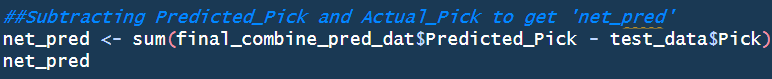 ##Subtracting Predicted_Pick and Actual_Pick to get 'net_pred'
net_pred <- sum(final_combine_pred_dat$Predicted_Pick - test_data$Pick)
net_pred